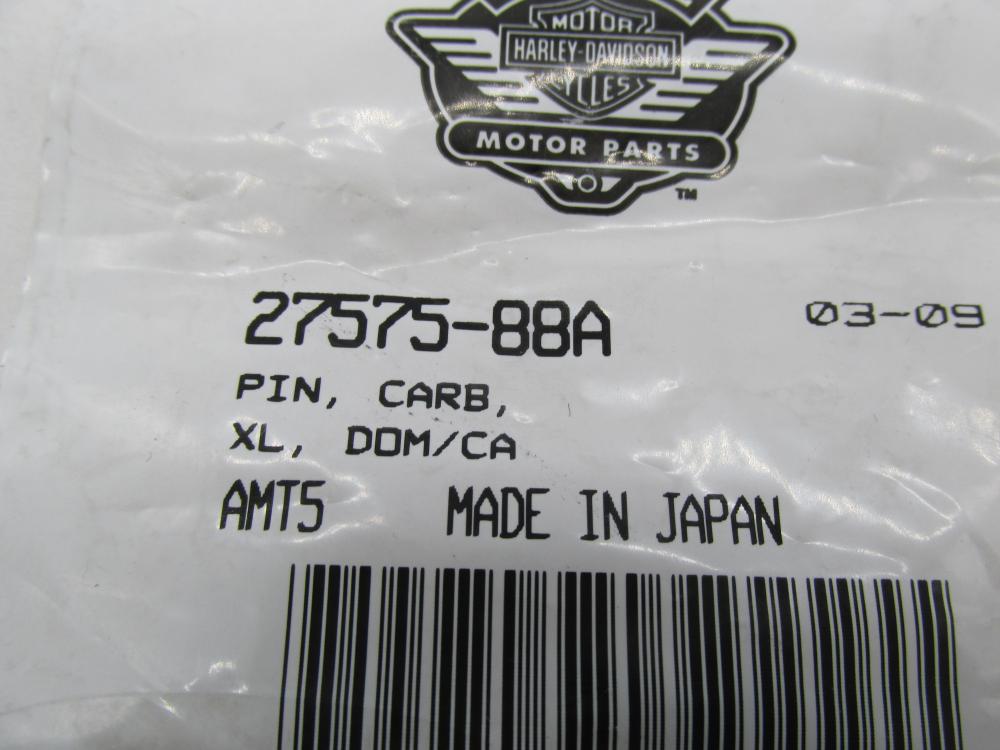 MOTOR
HARLEY-DAVIDSON
CYCLES
MOTOR PARTS
TM
27575-88A 03-09
PIN, CARB,
XL, DOM/CA
AMT5 MADE IN JAPAN